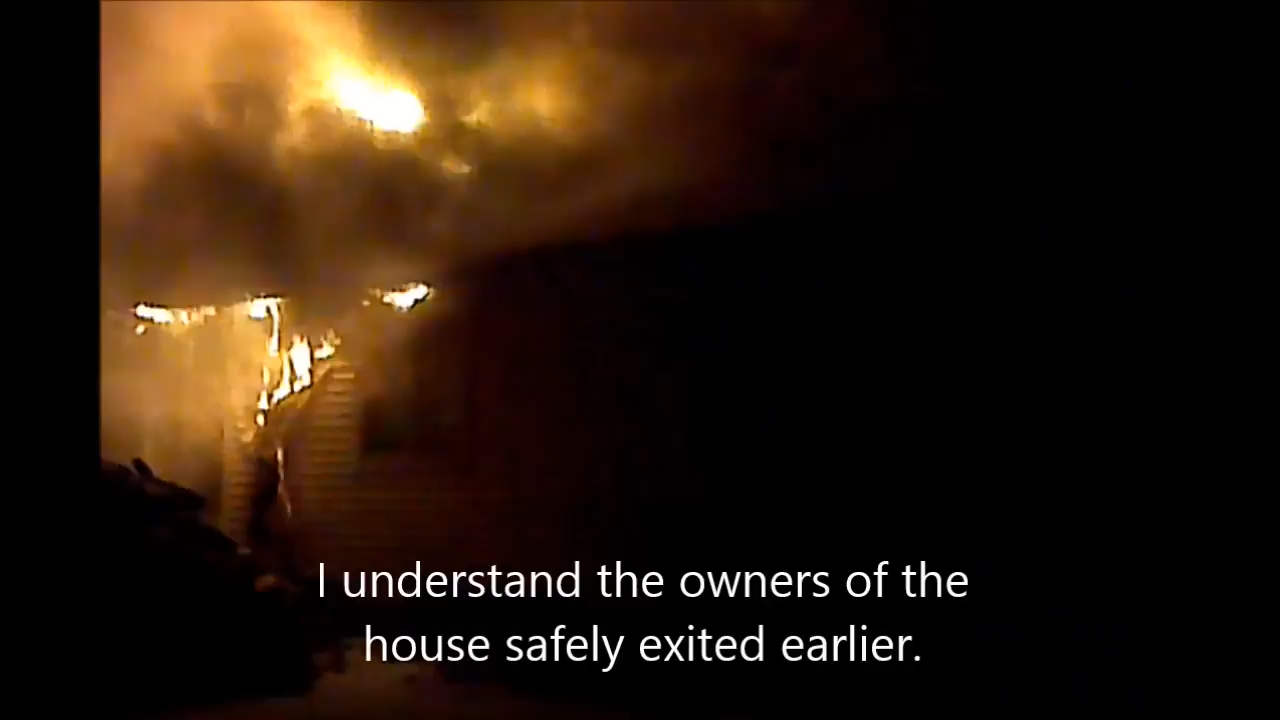 I understand the owners of the
house safely exited earlier.